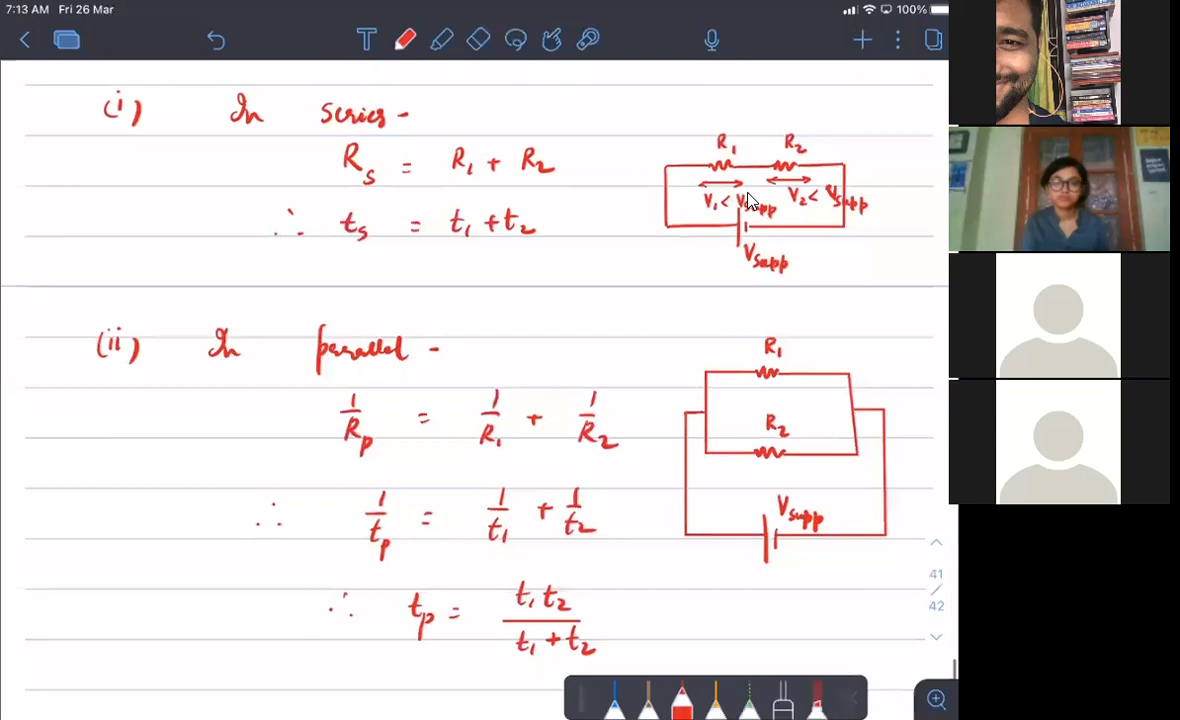 7:13 AM Fri 26 Mar
100%
(i) In series -
R₁ R₂
Rₛ = R₁ + R₂
V₁ < Vsupp V₂ < Vsupp
∴ tₛ = t₁ + t₂
Vsupp
(ii) In parallel -
R₁
1/Rₚ = 1/R₁ + 1/R₂
R₂
∴ 1/tₚ = 1/t₁ + 1/t₂
Vsupp
41
/
42
∴ tₚ = t₁t₂/(t₁ + t₂)